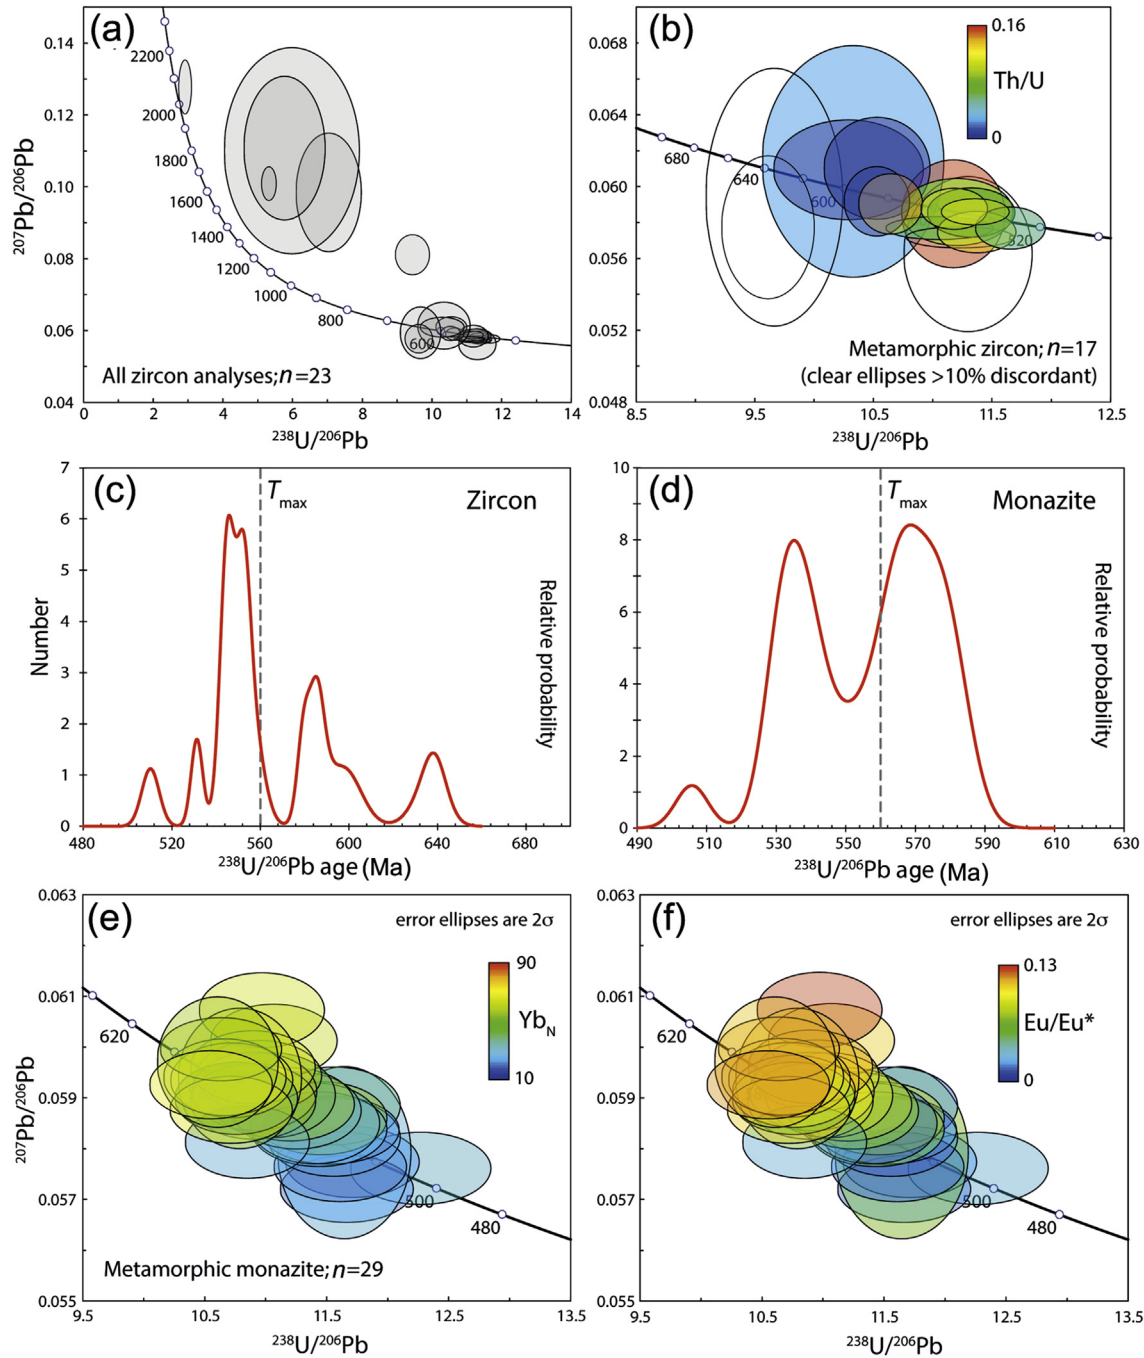 (a)
0.14
0.12
0.10
0.08
0.06
0.04
207Pb/206Pb
2200
2000
1800
1600
1400
1200
1000
800
600
All zircon analyses; n=23
0 2 4 6 8 10 12 14
238U/206Pb
(b)
0.068
0.064
0.060
0.056
0.052
0.048
0.16
Th/U
0
680
640
600
520
Metamorphic zircon; n=17
(clear ellipses >10% discordant)
8.5 9.5 10.5 11.5 12.5
238U/206Pb
(c)
Tmax
Zircon
7
6
5
4
3
2
1
0
Number
Relative probability
480 520 560 600 640 680
238U/206Pb age (Ma)
(d)
Tmax
Monazite
10
8
6
4
2
0
Relative probability
490 510 530 550 570 590 610 630
238U/206Pb age (Ma)
(e)
error ellipses are 2σ
0.063
0.061
0.059
0.057
0.055
207Pb/206Pb
90
YbN
10
620
500
480
Metamorphic monazite; n=29
9.5 10.5 11.5 12.5 13.5
238U/206Pb
(f)
error ellipses are 2σ
0.063
0.061
0.059
0.057
0.055
0.13
Eu/Eu*
0
620
500
480
9.5 10.5 11.5 12.5 13.5
238U/206Pb